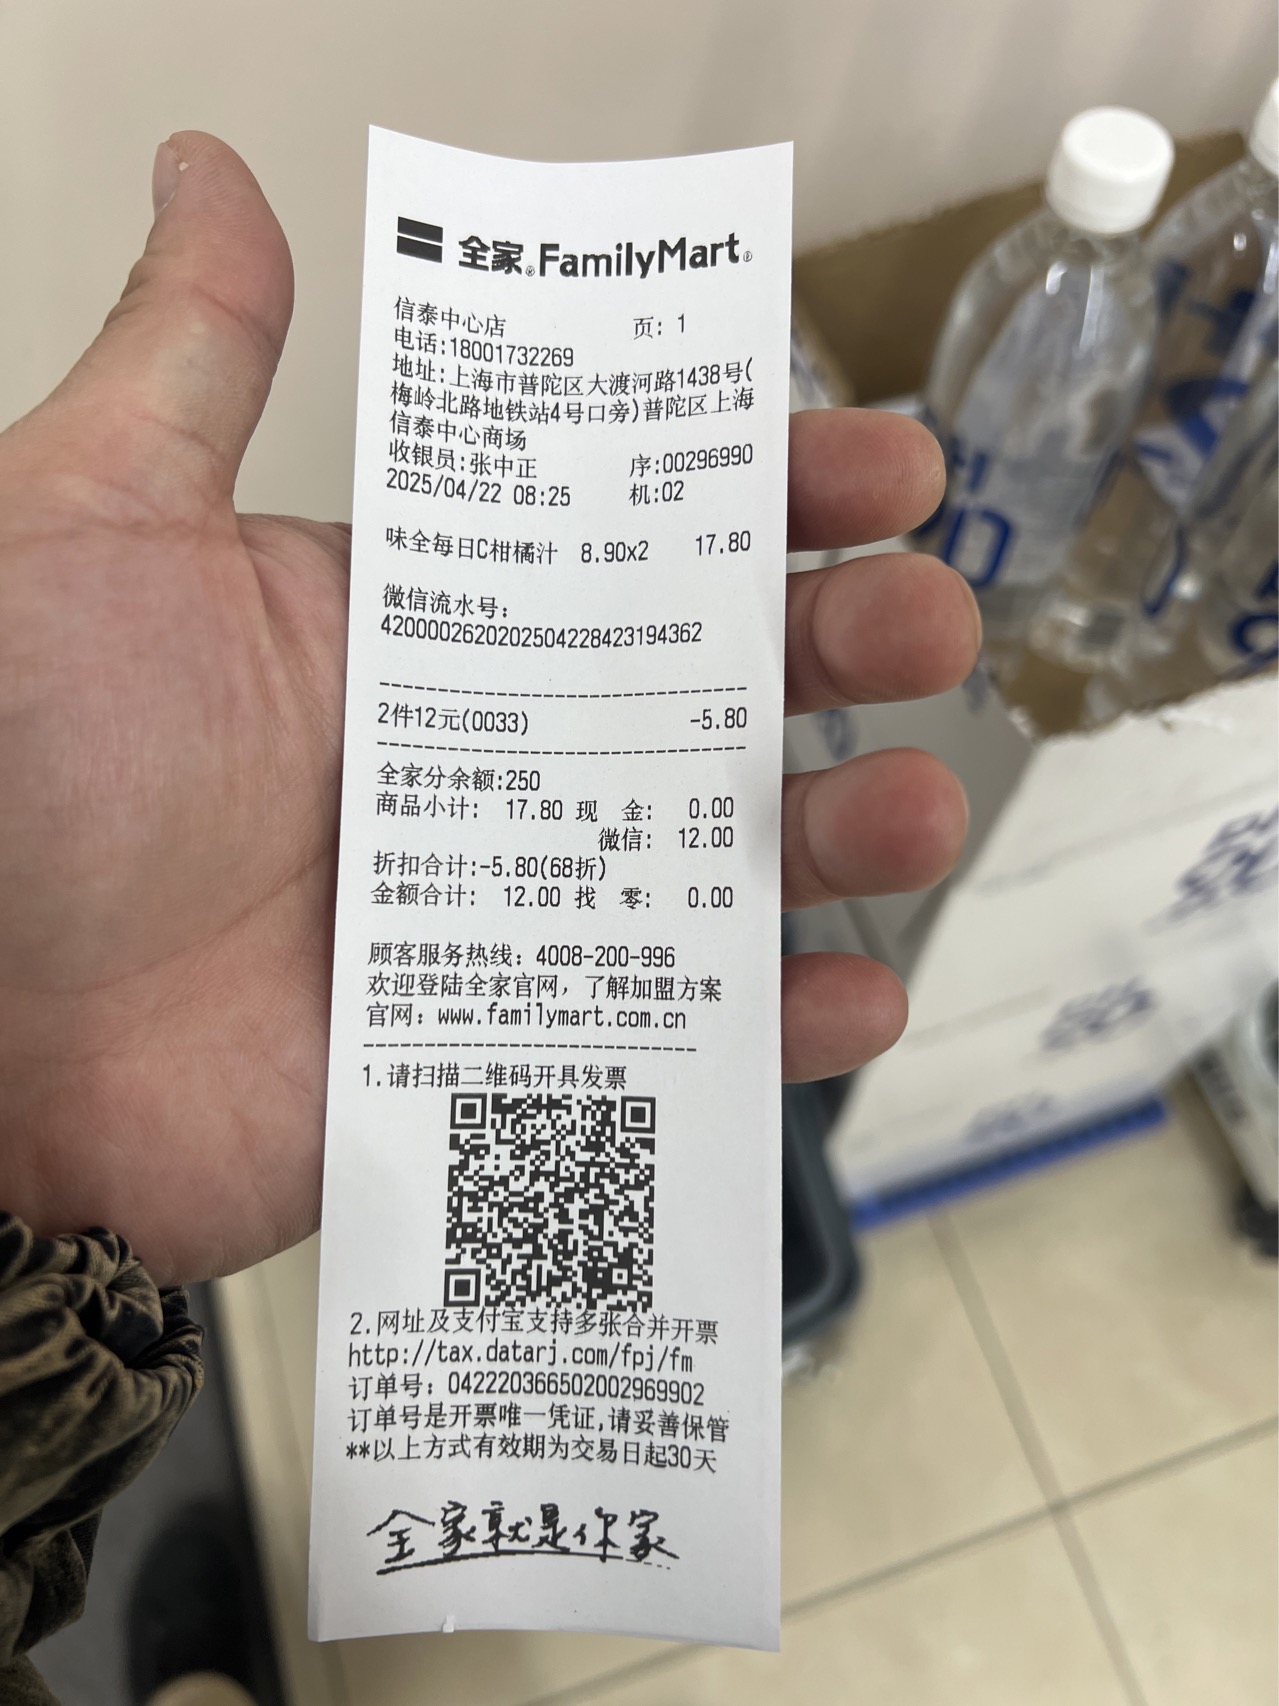 全家 FamilyMart
信泰中心店 页: 1
电话:18001732269
地址:上海市普陀区大渡河路1438号(
梅岭北路地铁站4号口旁)普陀区上海
信泰中心商场
收银员:张中正 序:00296990
2025/04/22 08:25 机:02
味全每日C柑橘汁 8.90x2 17.80
微信流水号:
4200002620202504228423194362
2件12元(0033) -5.80
全家分余额:250
商品小计: 17.80 现 金: 0.00
微信: 12.00
折扣合计:-5.80(68折)
金额合计: 12.00 找 零: 0.00
顾客服务热线: 4008-200-996
欢迎登陆全家官网，了解加盟方案
官网: www.familymart.com.cn
1.请扫描二维码开具发票
2.网址及支付宝支持多张合并开票
http://tax.datarj.com/fpj/fm
订单号: 042220366502002969902
订单号是开票唯一凭证,请妥善保管
**以上方式有效期为交易日起30天
全家就是你家